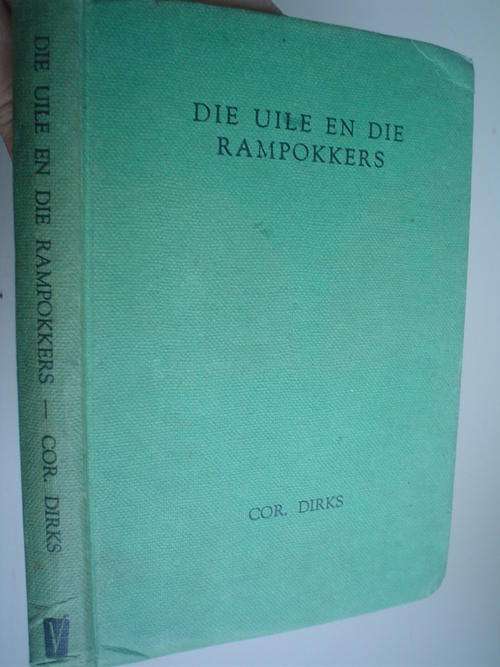 DIE UILE EN DIE
RAMPOKKERS
COR. DIRKS
DIE UILE EN DIE RAMPOKKERS — COR. DIRKS
V